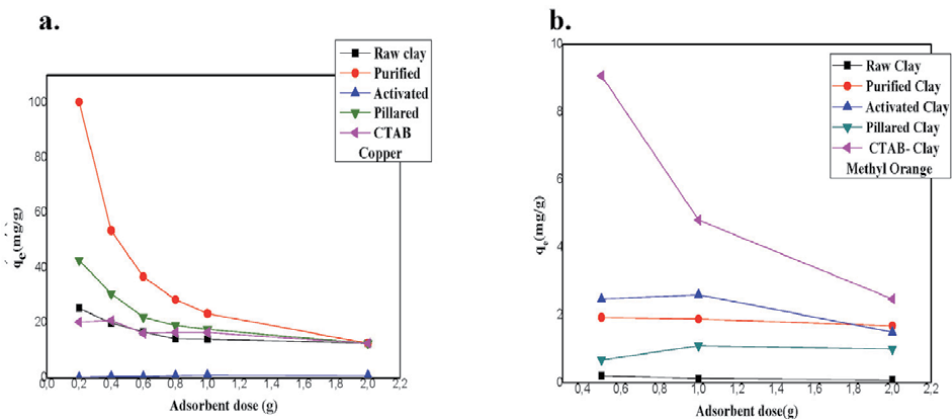 a.
Raw clay
Purified
Activated
Pillared
CTAB
Copper
100
80
60
40
20
0
qe(mg/g)
0,0 0,2 0,4 0,6 0,8 1,0 1,2 1,4 1,6 1,8 2,0 2,2
Adsorbent dose (g)
b.
Raw Clay
Purified Clay
Activated Clay
Pillared Clay
CTAB- Clay
Methyl Orange
10
8
6
4
2
0
qe(mg/g)
0,4 0,6 0,8 1,0 1,2 1,4 1,6 1,8 2,0 2,2
Adsorbent dose(g)